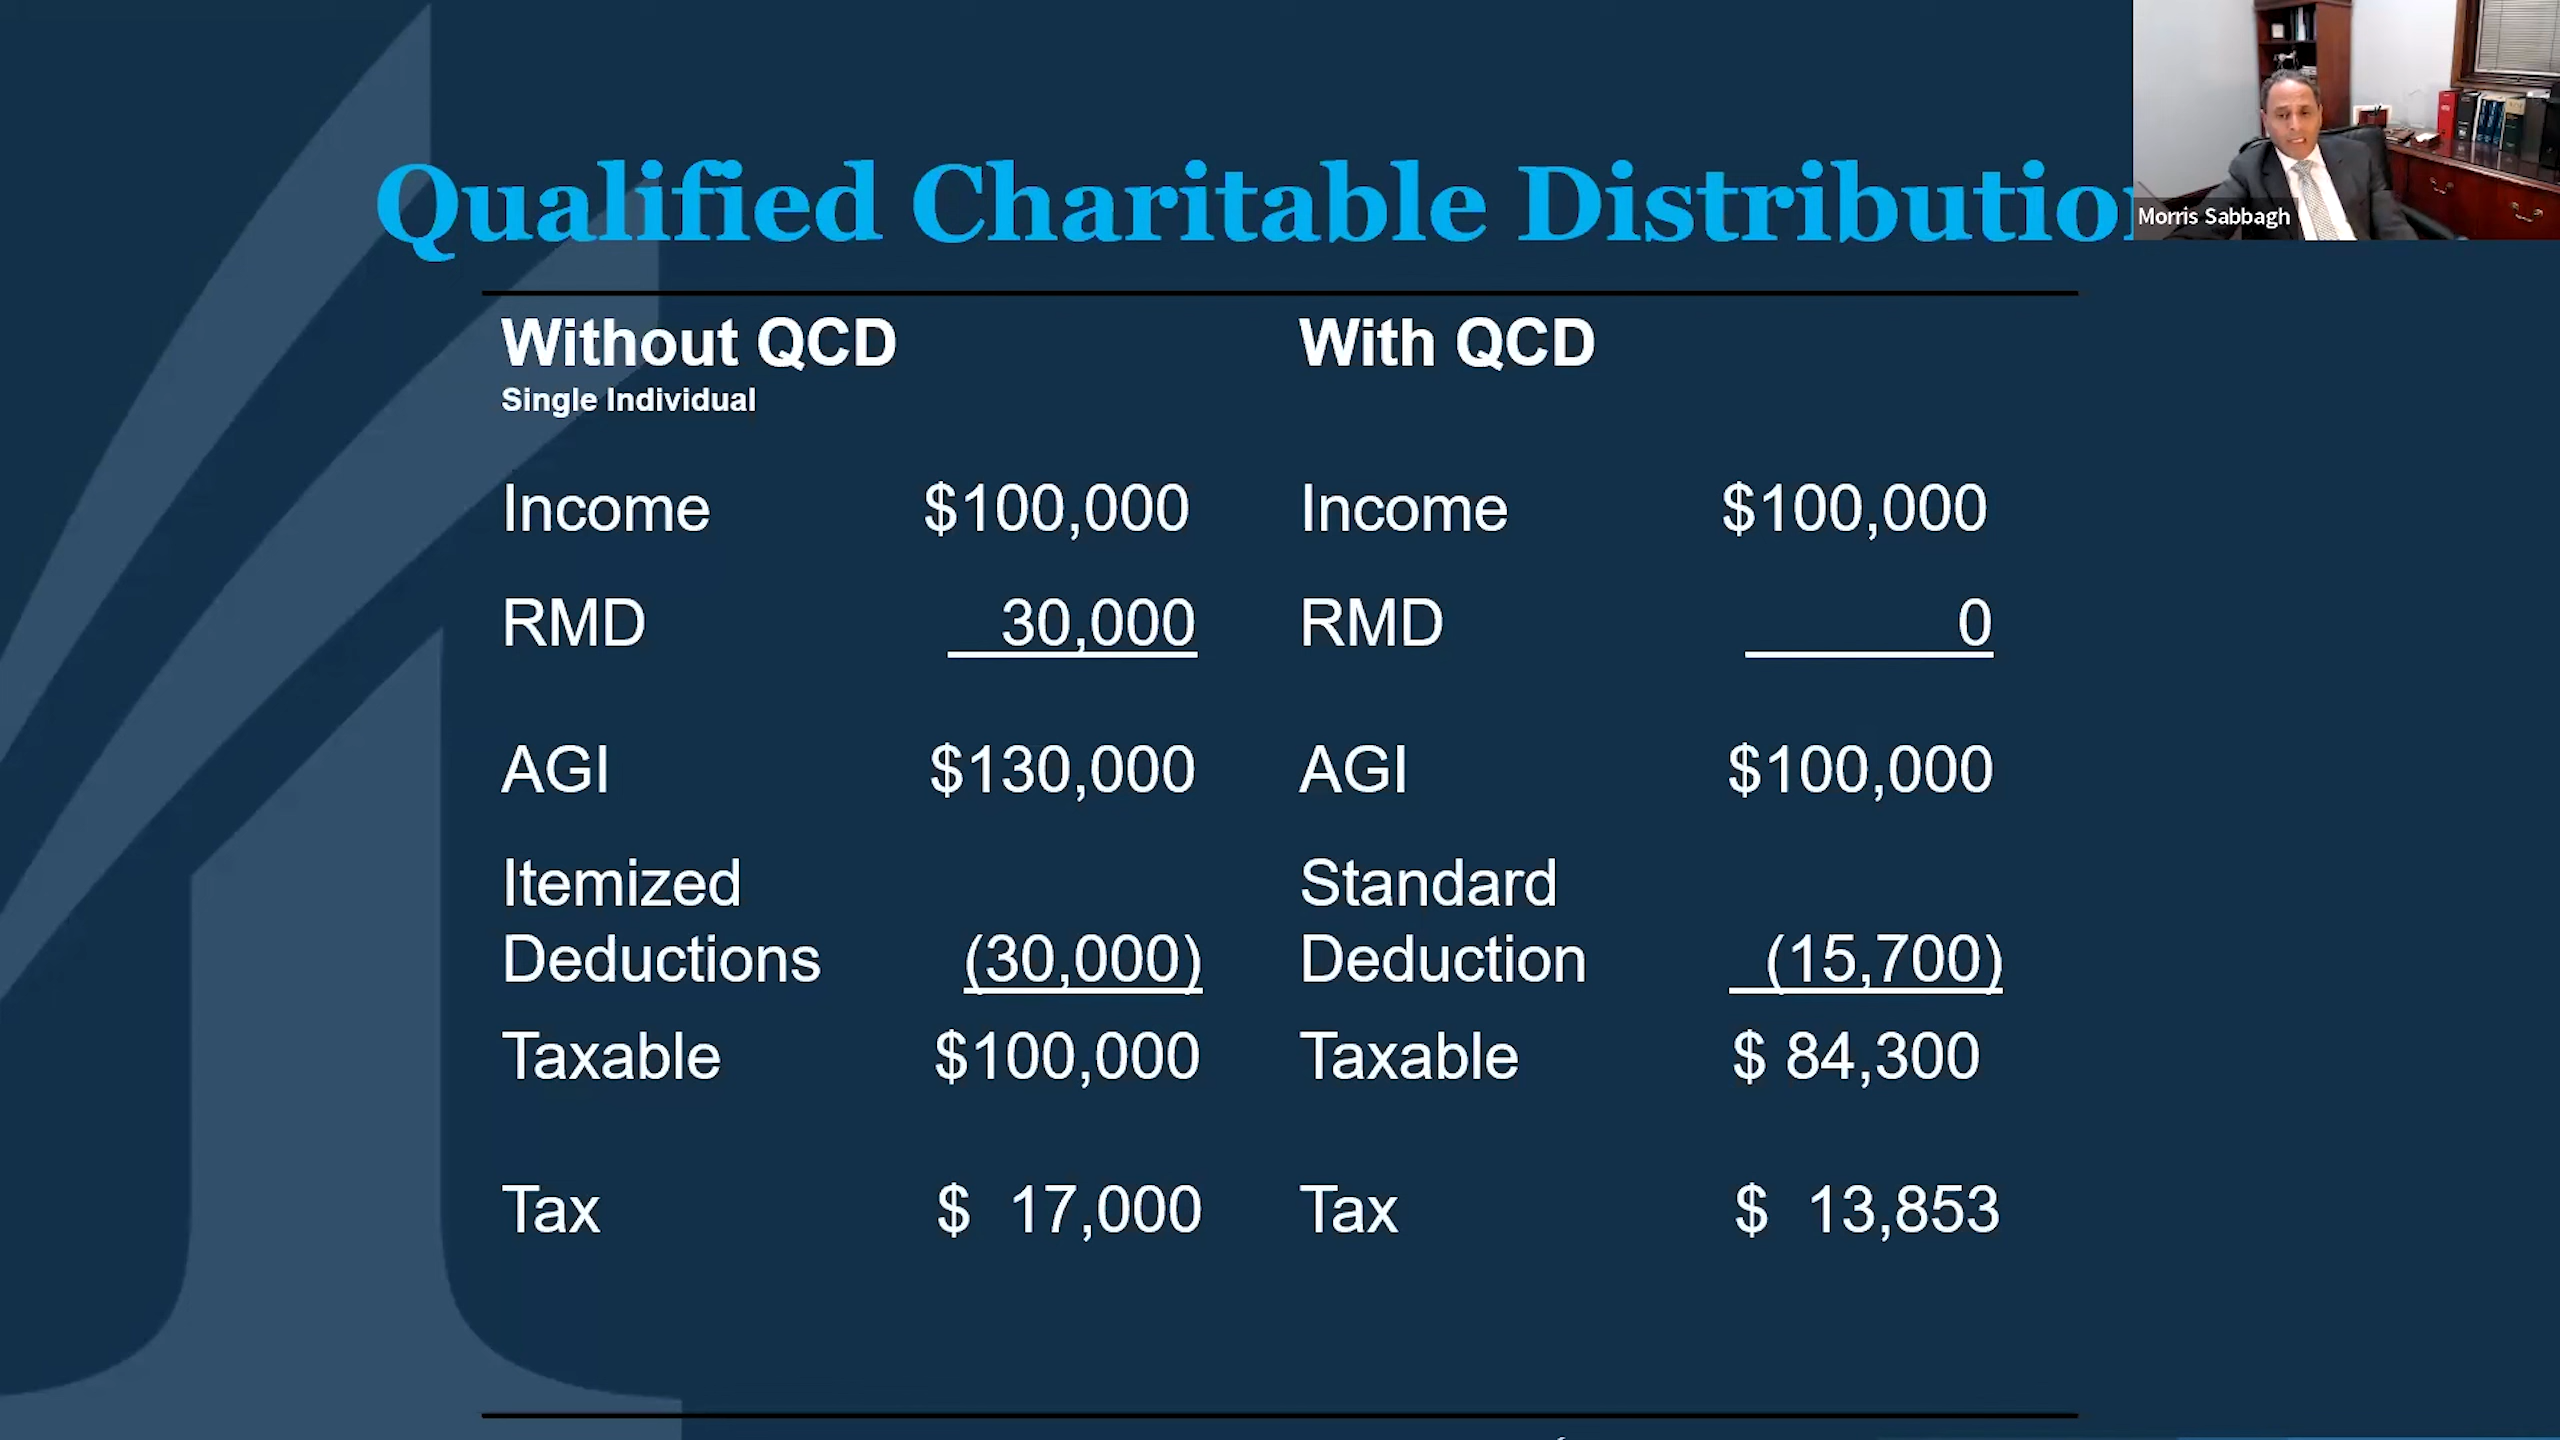 Qualified Charitable Distribution
Morris Sabbagh
Without QCD With QCD
Single Individual
Income $100,000 Income $100,000
RMD 30,000 RMD 0
AGI $130,000 AGI $100,000
Itemized Standard
Deductions (30,000) Deduction (15,700)
Taxable $100,000 Taxable $ 84,300
Tax $ 17,000 Tax $ 13,853